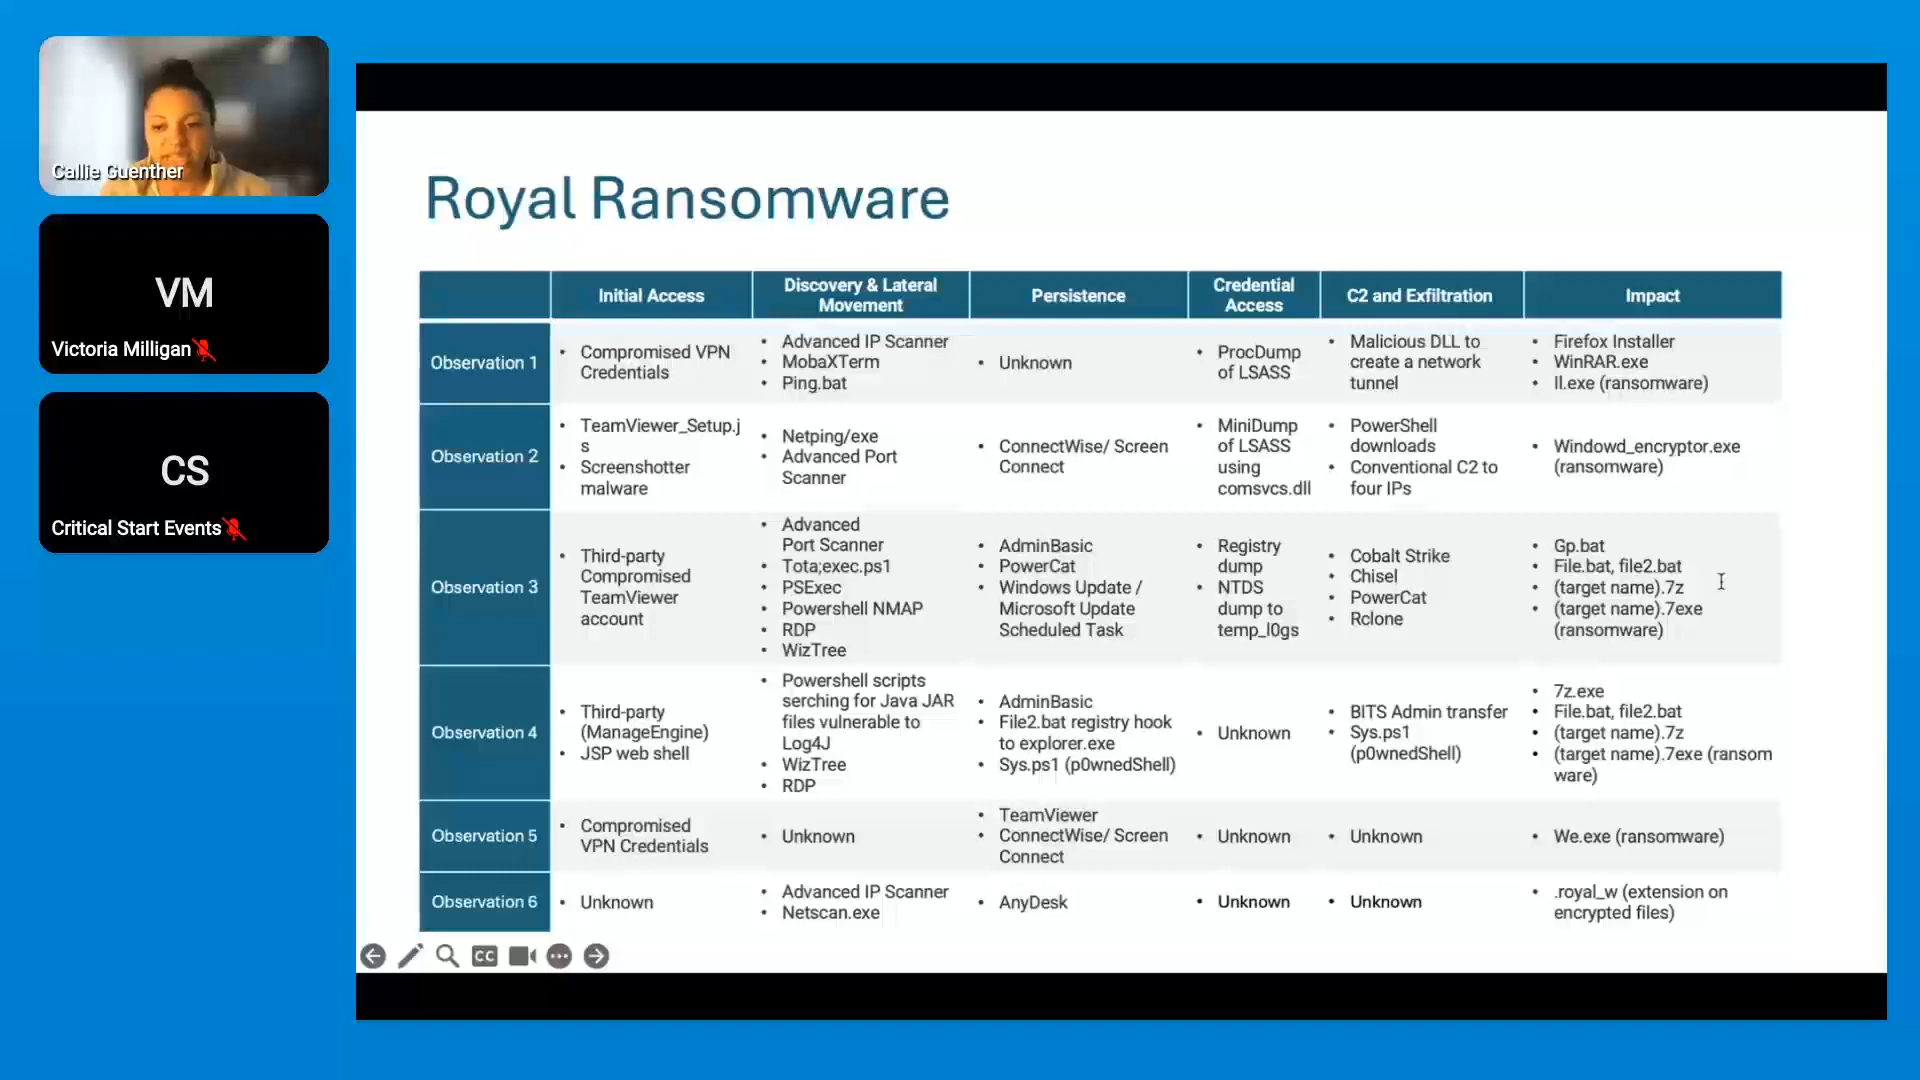 Callie Guenther
VM
Victoria Milligan
CS
Critical Start Events
Royal Ransomware
Initial Access
Discovery & Lateral
Movement
Persistence
Credential
Access
C2 and Exfiltration
Impact
Observation 1
Compromised VPN
Credentials
Advanced IP Scanner
MobaXTerm
Ping.bat
Unknown
ProcDump
of LSASS
Malicious DLL to
create a network
tunnel
Firefox Installer
WinRAR.exe
Il.exe (ransomware)
Observation 2
TeamViewer_Setup.j
s
Screenshotter
malware
Netping/exe
Advanced Port
Scanner
ConnectWise/ Screen
Connect
MiniDump
of LSASS
using
comsvcs.dll
PowerShell
downloads
Conventional C2 to
four IPs
Windowd_encryptor.exe
(ransomware)
Observation 3
Third-party
Compromised
TeamViewer
account
Advanced
Port Scanner
Tota;exec.ps1
PSExec
Powershell NMAP
RDP
WizTree
AdminBasic
PowerCat
Windows Update /
Microsoft Update
Scheduled Task
Registry
dump
NTDS
dump to
temp_l0gs
Cobalt Strike
Chisel
PowerCat
Rclone
Gp.bat
File.bat, file2.bat
(target name).7z
(target name).7exe
(ransomware)
Observation 4
Third-party
(ManageEngine)
JSP web shell
Powershell scripts
serching for Java JAR
files vulnerable to
Log4J
WizTree
RDP
AdminBasic
File2.bat registry hook
to explorer.exe
Sys.ps1 (p0wnedShell)
Unknown
BITS Admin transfer
Sys.ps1
(p0wnedShell)
7z.exe
File.bat, file2.bat
(target name).7z
(target name).7exe (ransom
ware)
Observation 5
Compromised
VPN Credentials
Unknown
TeamViewer
ConnectWise/ Screen
Connect
Unknown
Unknown
We.exe (ransomware)
Observation 6
Unknown
Advanced IP Scanner
Netscan.exe
AnyDesk
Unknown
Unknown
.royal_w (extension on
encrypted files)
CC